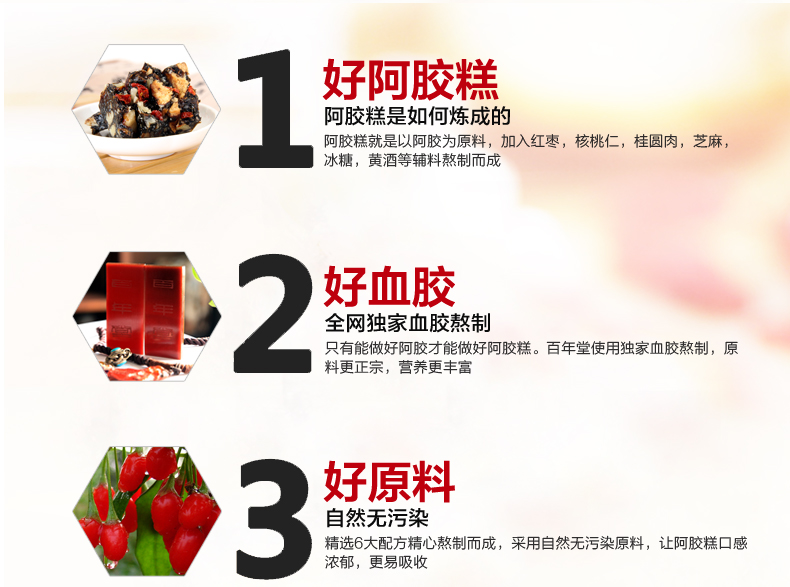 1
好阿胶糕
阿胶糕是如何炼成的
阿胶糕就是以阿胶为原料，加入红枣，核桃仁，桂圆肉，芝麻，
冰糖，黄酒等辅料熬制而成
2
好血胶
全网独家血胶熬制
只有能做好阿胶才能做好阿胶糕。百年堂使用独家血胶熬制，原
料更正宗，营养更丰富
3
好原料
自然无污染
精选6大配方精心熬制而成，采用自然无污染原料，让阿胶糕口感
浓郁，更易吸收